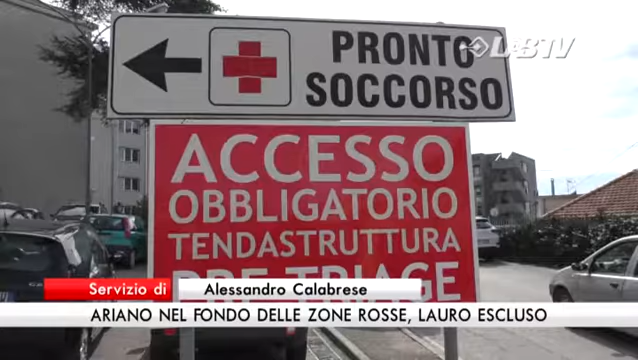 LABTV
PRONTO
SOCCORSO
ACCESSO
OBBLIGATORIO
TENDASTRUTTURA
PRE-TRIAGE
Servizio di Alessandro Calabrese
ARIANO NEL FONDO DELLE ZONE ROSSE, LAURO ESCLUSO